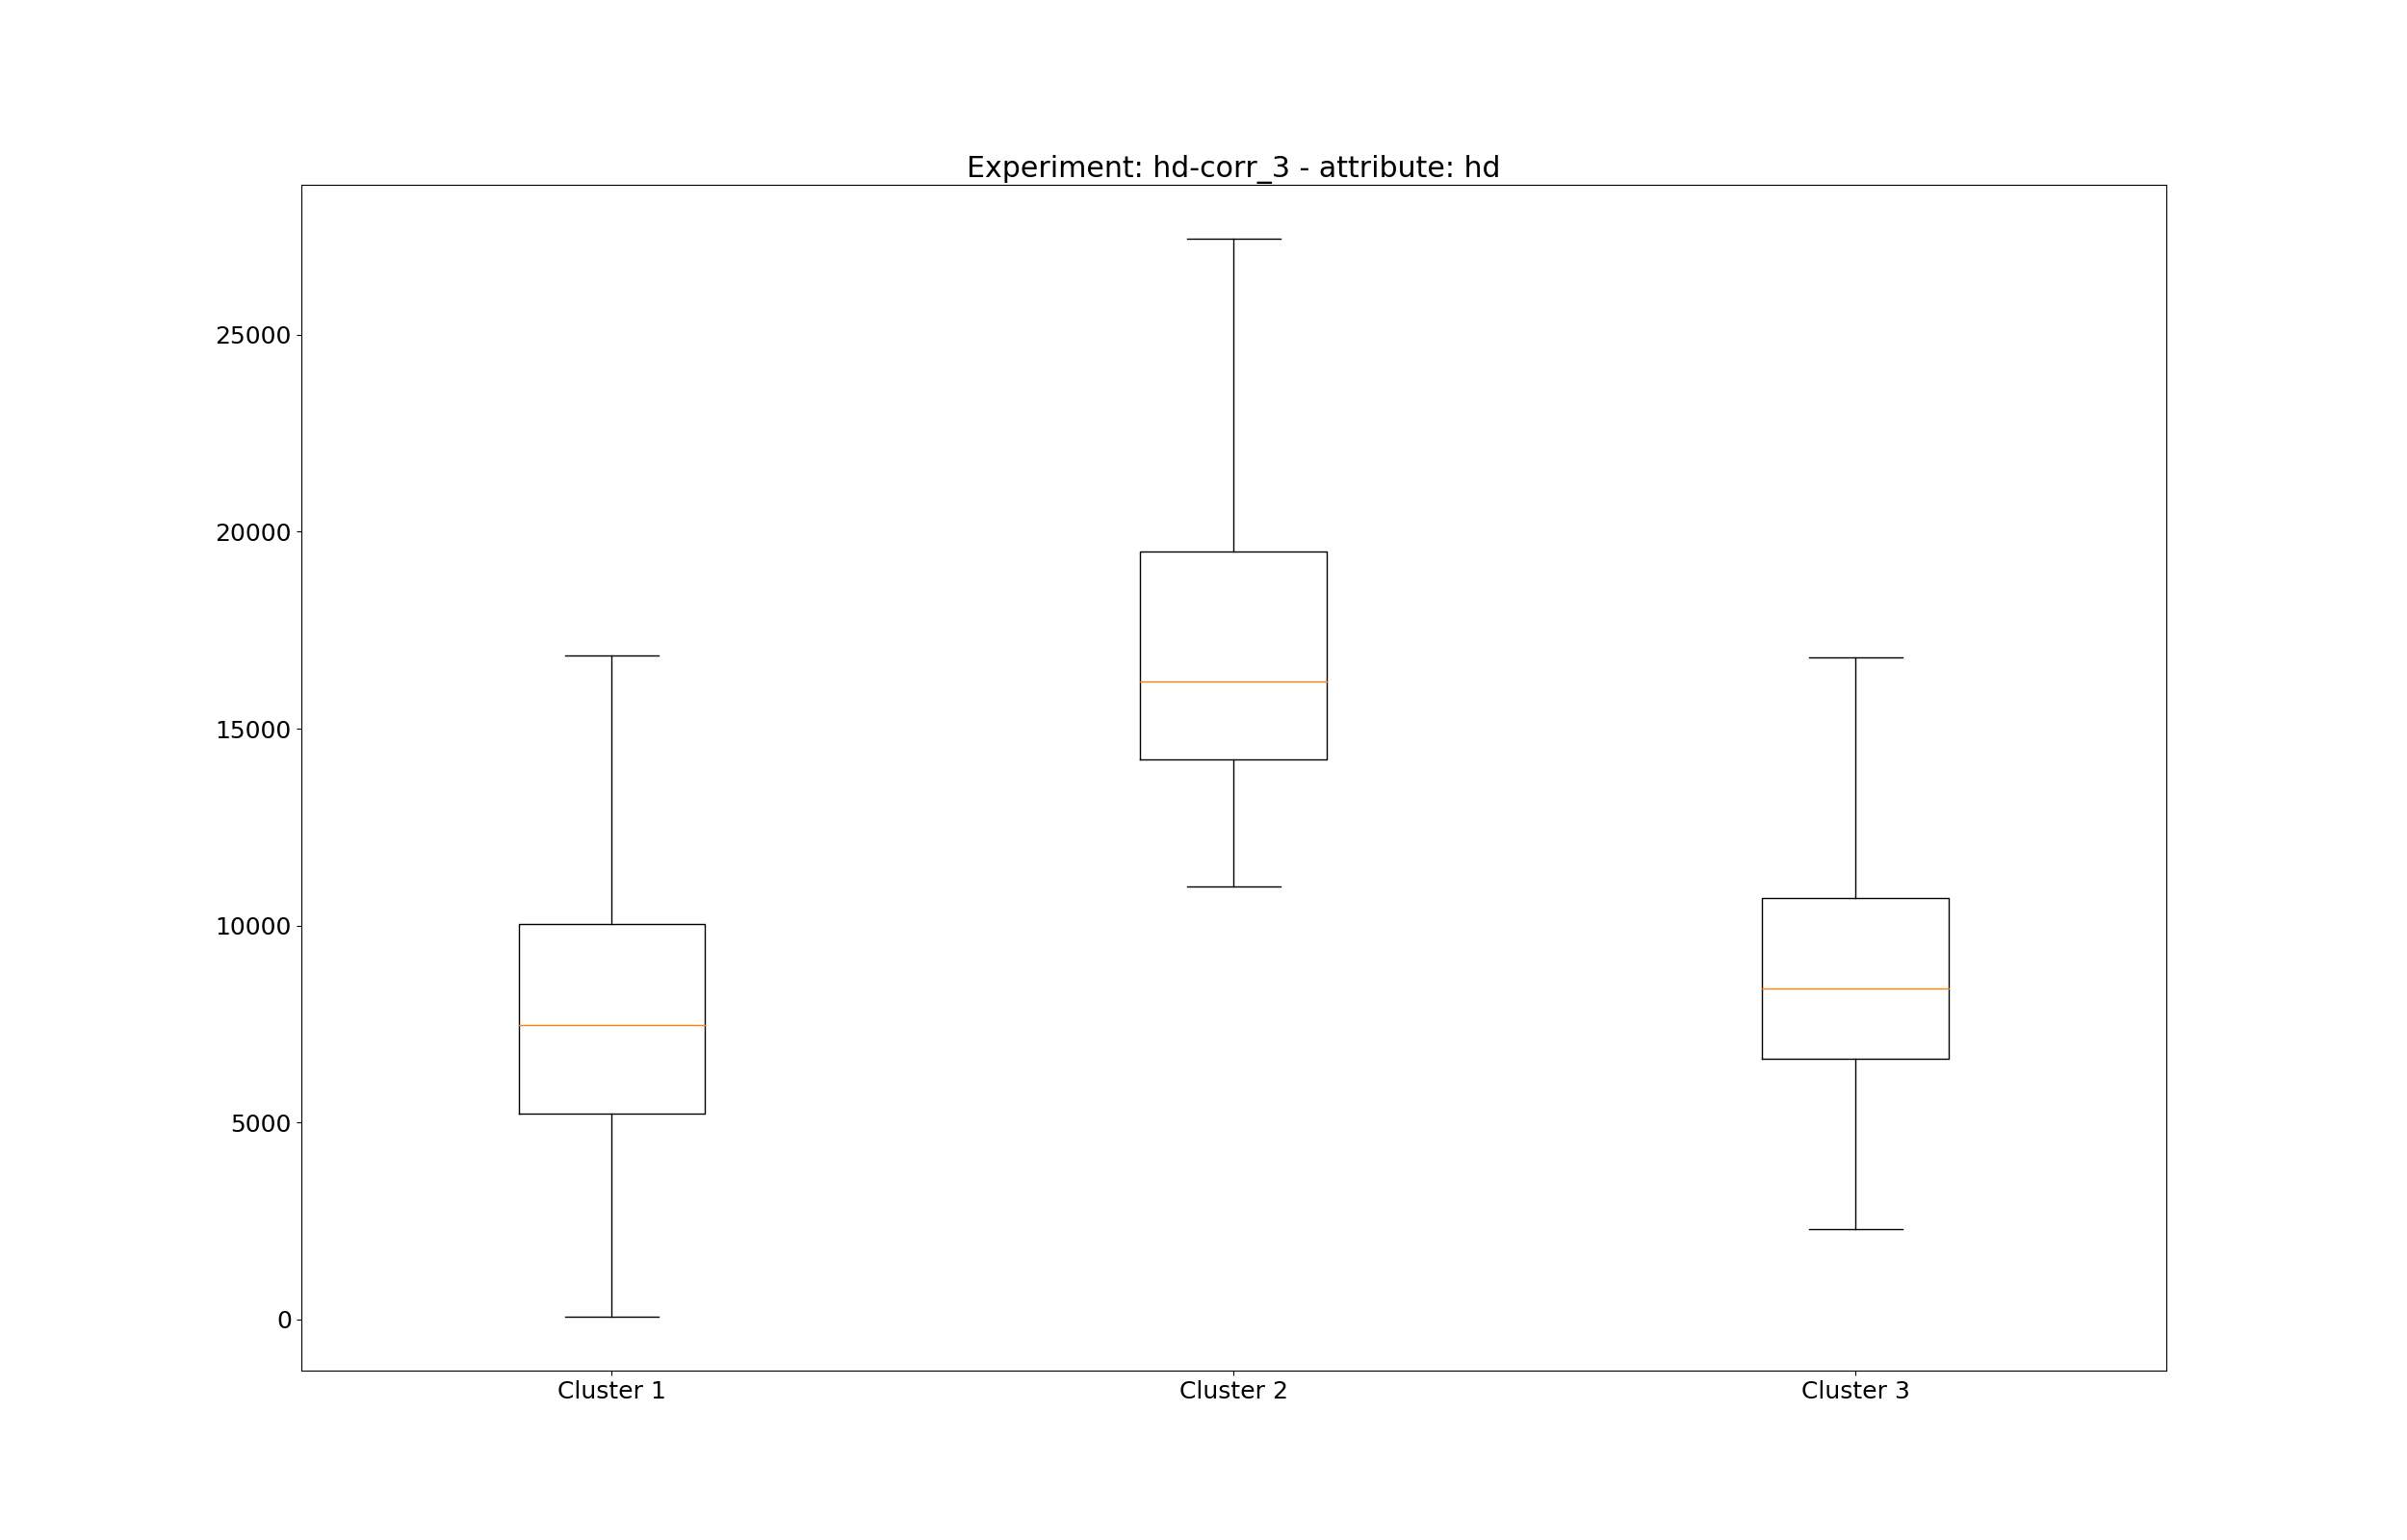 Experiment: hd-corr_3 - attribute: hd
25000
20000
15000
10000
5000
0
Cluster 1
Cluster 2
Cluster 3